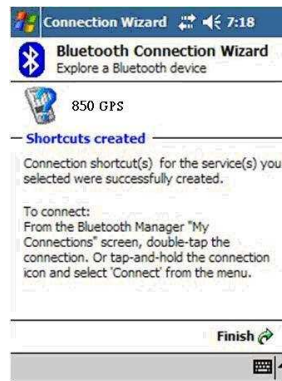 Connection Wizard 7:18
Bluetooth Connection Wizard
Explore a Bluetooth device
850 GPS
Shortcuts created
Connection shortcut(s) for the service(s) you
selected were successfully created.
To connect:
From the Bluetooth Manager "My
Connections" screen, double-tap the
connection. Or tap-and-hold the connection
icon and select 'Connect' from the menu.
Finish